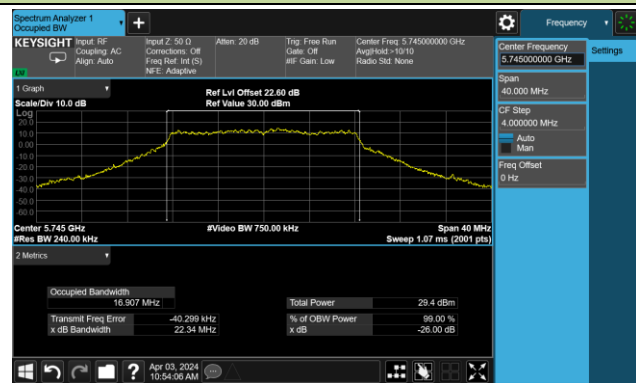 Spectrum Analyzer 1
Occupied BW
Frequency
KEYSIGHT
Input: RF
Coupling: AC
Align: Auto
Input Z: 50 Ω
Corrections: Off
Freq Ref: Int (S)
NFE: Adaptive
Atten: 20 dB
Trig: Free Run
Gate: Off
#IF Gain: Low
Center Freq: 5.745000000 GHz
Avg|Hold:>10/10
Radio Std: None
Center Frequency
5.745000000 GHz
Settings
Span
40.000 MHz
CF Step
4.000000 MHz
Auto
Man
Freq Offset
0 Hz
1 Graph
Scale/Div 10.0 dB
Ref Lvl Offset 22.60 dB
Ref Value 30.00 dBm
Log
20.0
10.0
0.00
-10.0
-20.0
-30.0
-40.0
-50.0
-60.0
Center 5.745 GHz
#Res BW 240.00 kHz
#Video BW 750.00 kHz
Span 40 MHz
Sweep 1.07 ms (2001 pts)
2 Metrics
Occupied Bandwidth
16.907 MHz
Total Power 29.4 dBm
Transmit Freq Error -40.299 kHz
% of OBW Power 99.00 %
x dB Bandwidth 22.34 MHz
x dB -26.00 dB
Apr 03, 2024
10:54:06 AM